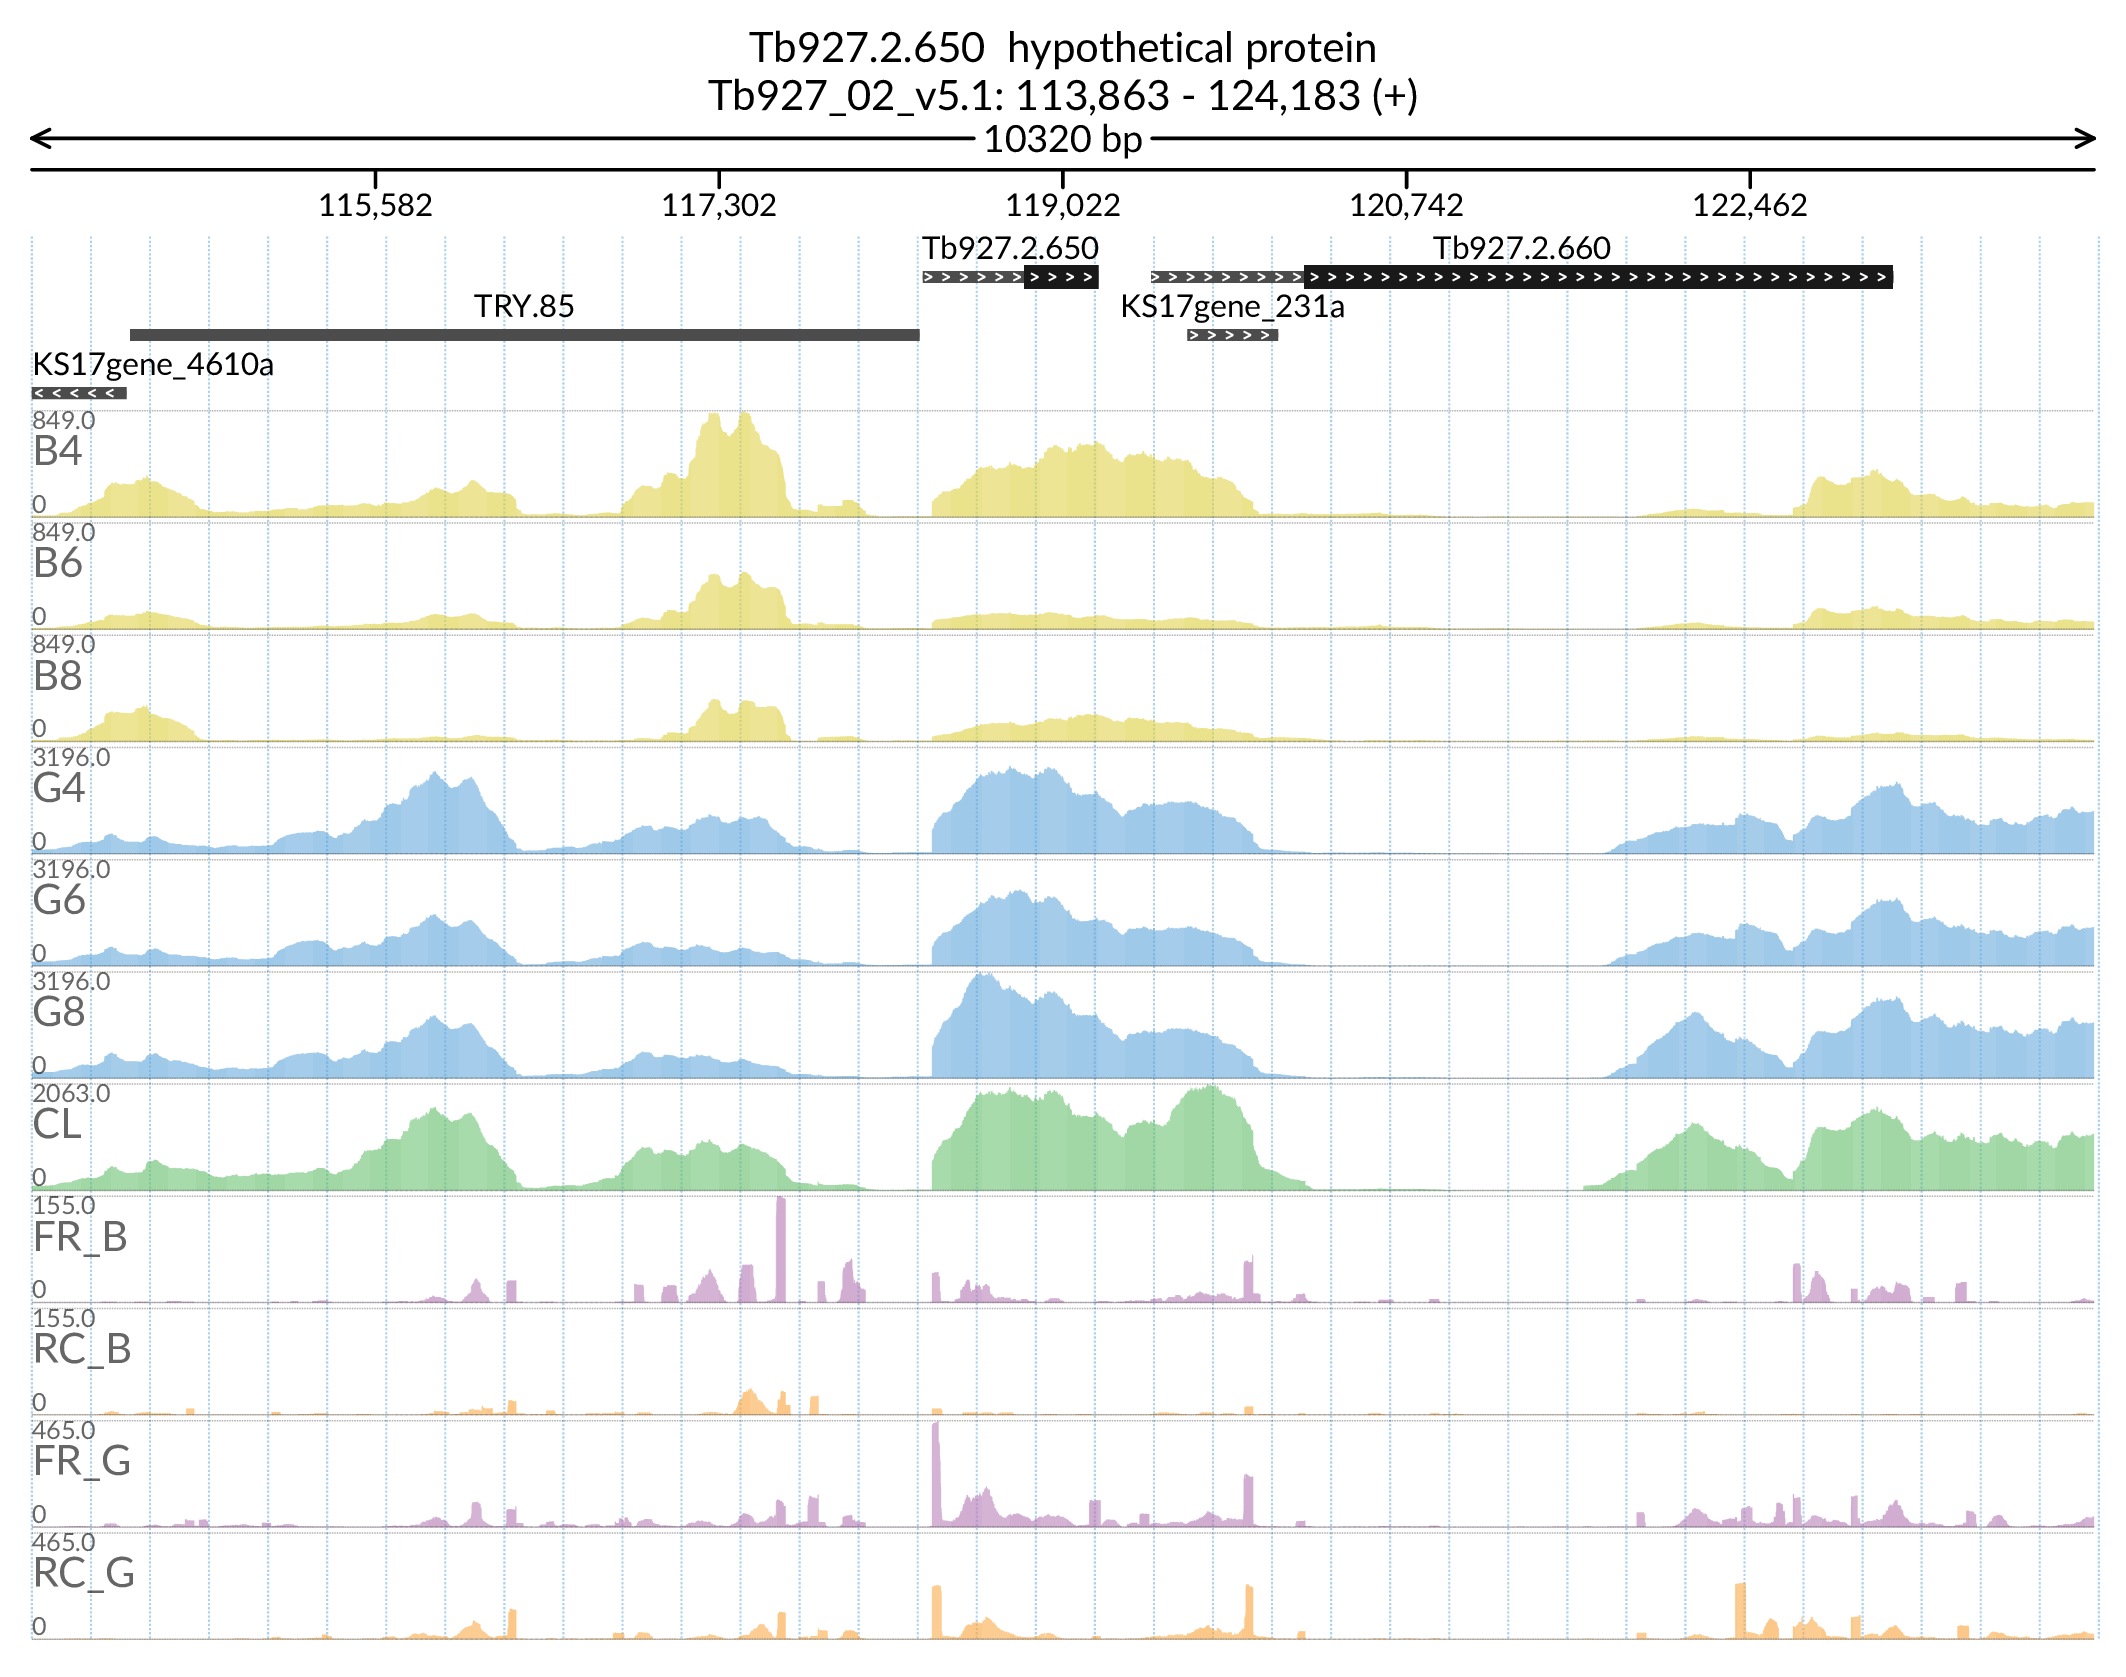 Tb927.2.650  hypothetical protein
Tb927_02_v5.1: 113,863 - 124,183 (+)
10320 bp
115,582 117,302 119,022 120,742 122,462
Tb927.2.650 Tb927.2.660
TRY.85 KS17gene_231a
KS17gene_4610a
849.0
B4
0
849.0
B6
0
849.0
B8
0
3196.0
G4
0
3196.0
G6
0
3196.0
G8
0
2063.0
CL
0
155.0
FR_B
0
155.0
RC_B
0
465.0
FR_G
0
465.0
RC_G
0